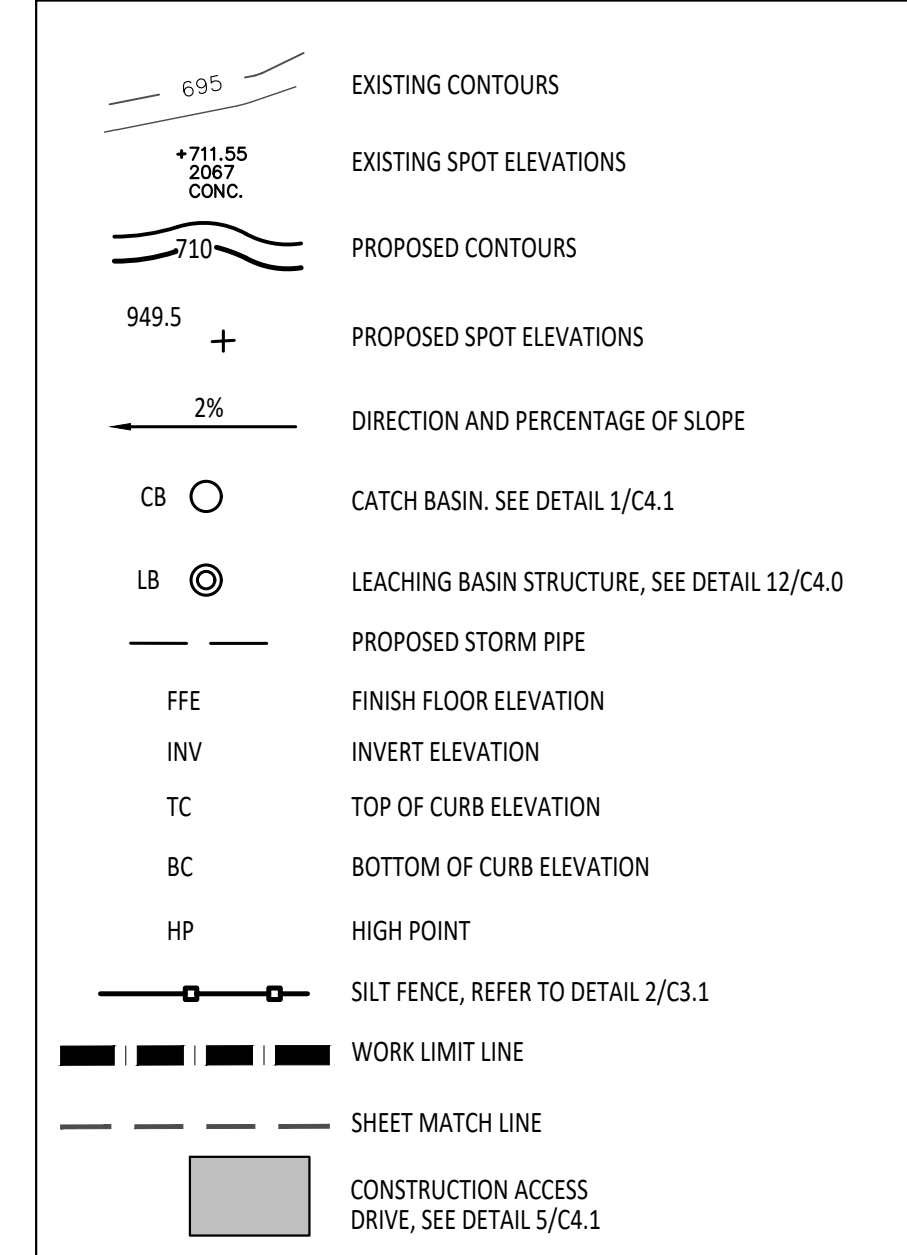 695 EXISTING CONTOURS
+711.55
2067
CONC.
EXISTING SPOT ELEVATIONS
710 PROPOSED CONTOURS
949.5
PROPOSED SPOT ELEVATIONS
2% DIRECTION AND PERCENTAGE OF SLOPE
CB CATCH BASIN. SEE DETAIL 1/C4.1
LB LEACHING BASIN STRUCTURE, SEE DETAIL 12/C4.0
PROPOSED STORM PIPE
FFE FINISH FLOOR ELEVATION
INV INVERT ELEVATION
TC TOP OF CURB ELEVATION
BC BOTTOM OF CURB ELEVATION
HP HIGH POINT
SILT FENCE, REFER TO DETAIL 2/C3.1
WORK LIMIT LINE
SHEET MATCH LINE
CONSTRUCTION ACCESS
DRIVE, SEE DETAIL 5/C4.1